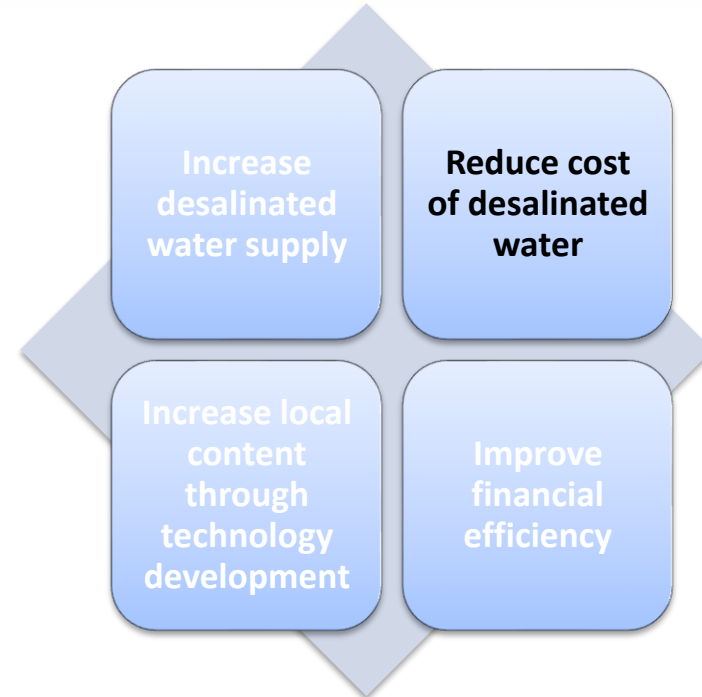 Increase
desalinated
water supply
Reduce cost
of desalinated
water
Increase local
content
through
technology
development
Improve
financial
efficiency